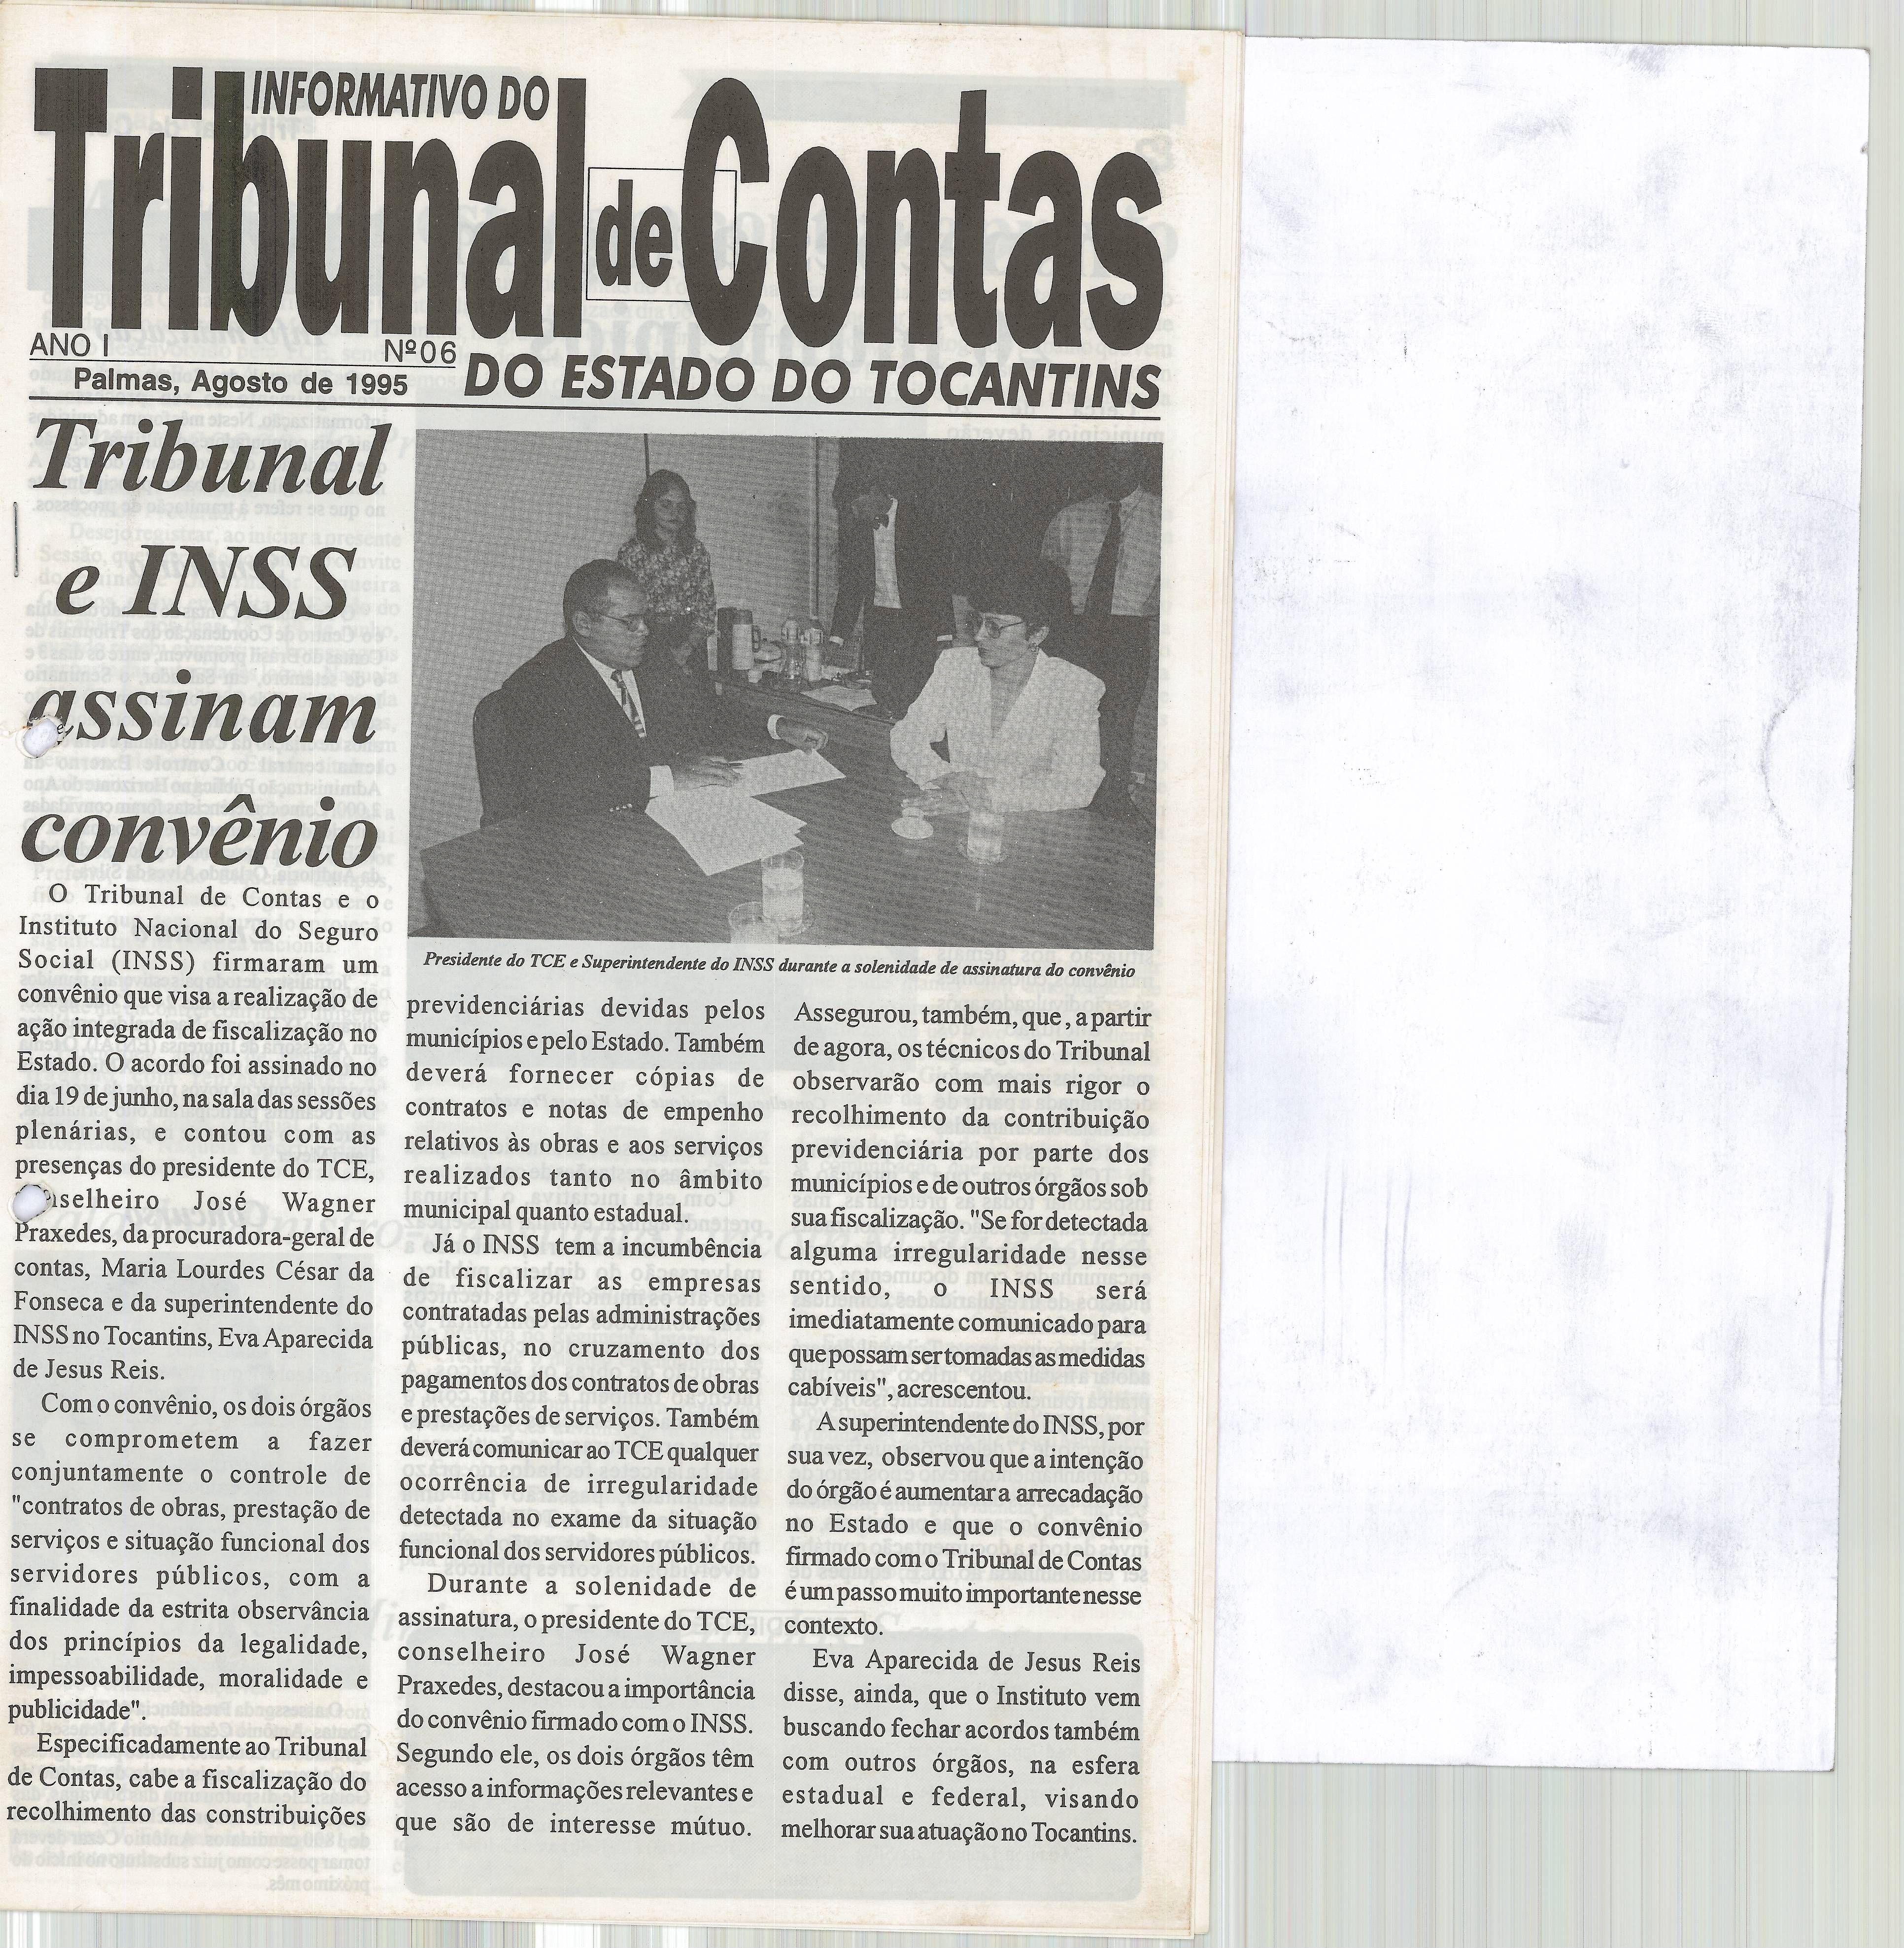 INFORMATIVO DO
Tribunal de Contas
DO ESTADO DO TOCANTINS
ANO I Nº 06
Palmas, Agosto de 1995
Tribunal
e INSS
assinam
convênio
O Tribunal de Contas e o
Instituto Nacional do Seguro
Social (INSS) firmaram um
convênio que visa a realização de
ação integrada de fiscalização no
Estado. O acordo foi assinado no
dia 19 de junho, na sala das sessões
plenárias, e contou com as
presenças do presidente do TCE,
nselheiro José Wagner
Praxedes, da procuradora-geral de
contas, Maria Lourdes César da
Fonseca e da superintendente do
INSS no Tocantins, Eva Aparecida
de Jesus Reis.
Com o convênio, os dois órgãos
se comprometem a fazer
conjuntamente o controle de
"contratos de obras, prestação de
serviços e situação funcional dos
servidores públicos, com a
finalidade da estrita observância
dos princípios da legalidade,
impessoabilidade, moralidade e
publicidade".
Especificadamente ao Tribunal
de Contas, cabe a fiscalização do
recolhimento das constribuições
Presidente do TCE e Superintendente do INSS durante a solenidade de assinatura do convênio
previdenciárias devidas pelos
municípios e pelo Estado. Também
deverá fornecer cópias de
contratos e notas de empenho
relativos às obras e aos serviços
realizados tanto no âmbito
municipal quanto estadual.
Já o INSS tem a incumbência
de fiscalizar as empresas
contratadas pelas administrações
públicas, no cruzamento dos
pagamentos dos contratos de obras
e prestações de serviços. Também
deverá comunicar ao TCE qualquer
ocorrência de irregularidade
detectada no exame da situação
funcional dos servidores públicos.
Durante a solenidade de
assinatura, o presidente do TCE,
conselheiro José Wagner
Praxedes, destacou a importância
do convênio firmado com o INSS.
Segundo ele, os dois órgãos têm
acesso a informações relevantes e
que são de interesse mútuo.
Assegurou, também, que, a partir
de agora, os técnicos do Tribunal
observarão com mais rigor o
recolhimento da contribuição
previdenciária por parte dos
municípios e de outros órgãos sob
sua fiscalização. "Se for detectada
alguma irregularidade nesse
sentido, o INSS será
imediatamente comunicado para
que possam ser tomadas as medidas
cabíveis", acrescentou.
A superintendente do INSS, por
sua vez, observou que a intenção
do órgão é aumentar a arrecadação
no Estado e que o convênio
firmado com o Tribunal de Contas
é um passo muito importante nesse
contexto.
Eva Aparecida de Jesus Reis
disse, ainda, que o Instituto vem
buscando fechar acordos também
com outros órgãos, na esfera
estadual e federal, visando
melhorar sua atuação no Tocantins.